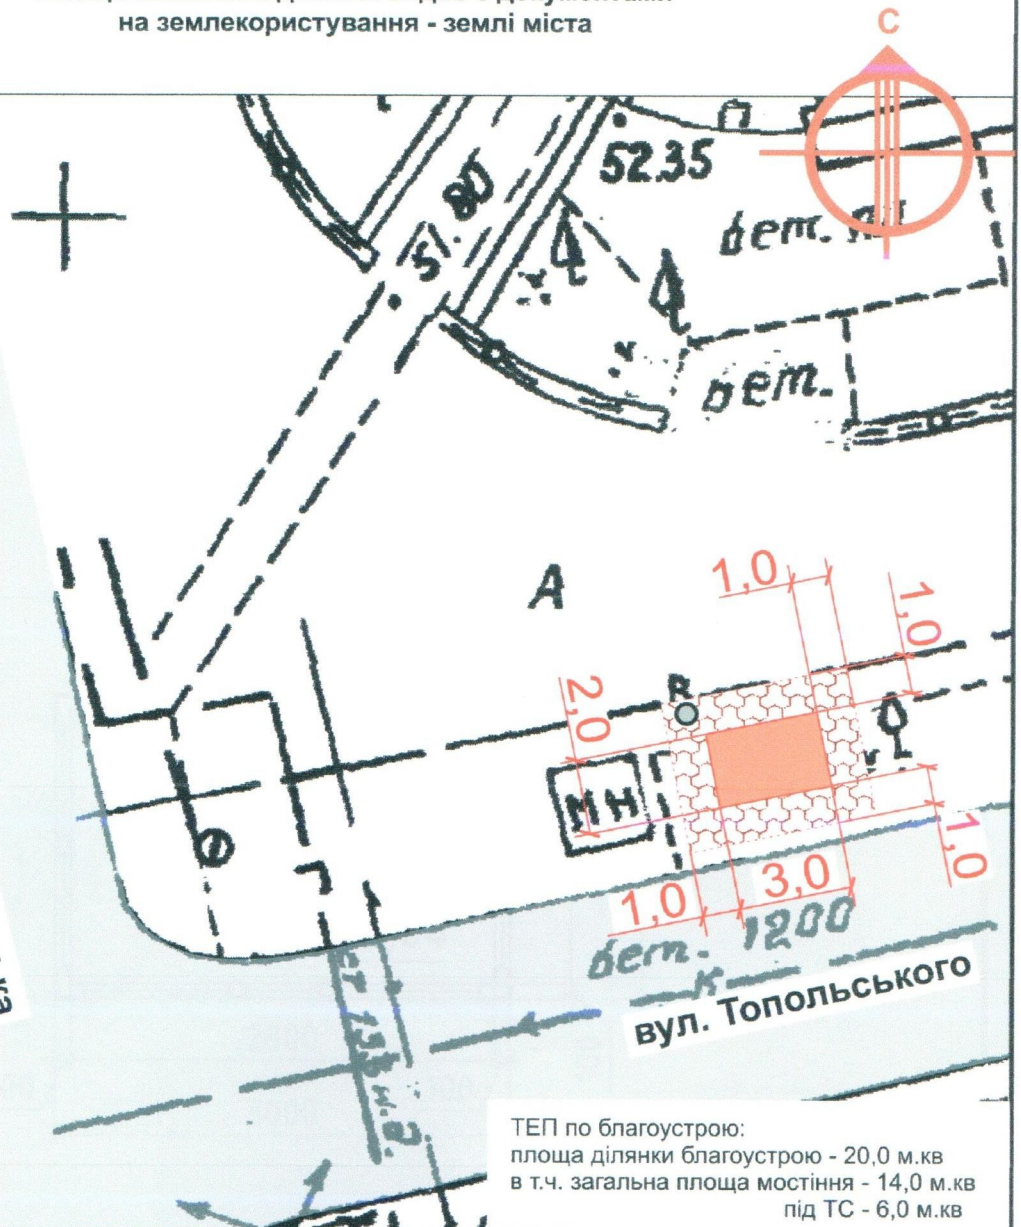 на землекористування - землі міста
С
52.35
51.80
бет.
бет.
А
1,0
1,0
2,0
R
МН
1,0
3,0
1,0
бет. 1200
К
вул. Топольського
ка
ТЕП по благоустрою:
площа ділянки благоустрою - 20,0 м.кв
в т.ч. загальна площа мостіння - 14,0 м.кв
під ТС - 6,0 м.кв